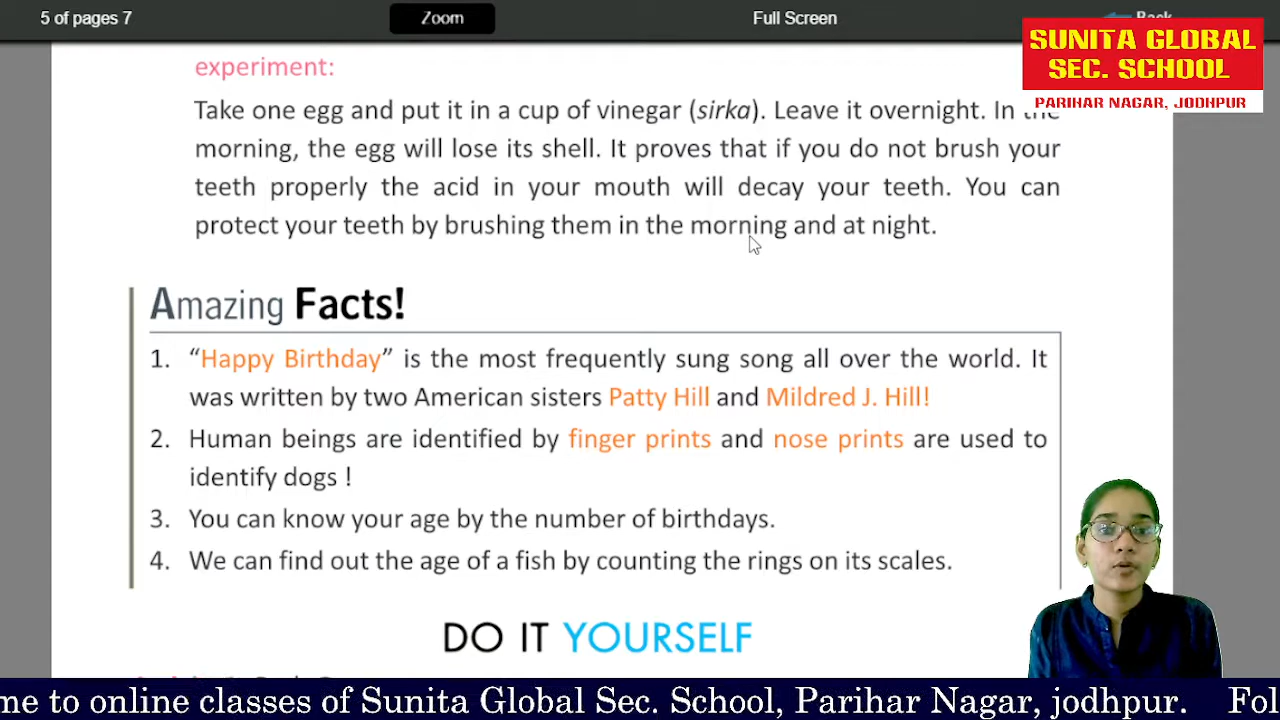 5 of pages 7 Zoom Full Screen Back
SUNITA GLOBAL
SEC. SCHOOL
PARIHAR NAGAR, JODHPUR
experiment:
Take one egg and put it in a cup of vinegar (sirka). Leave it overnight. In the
morning, the egg will lose its shell. It proves that if you do not brush your
teeth properly the acid in your mouth will decay your teeth. You can
protect your teeth by brushing them in the morning and at night.
Amazing Facts!
1. “Happy Birthday” is the most frequently sung song all over the world. It
was written by two American sisters Patty Hill and Mildred J. Hill!
2. Human beings are identified by finger prints and nose prints are used to
identify dogs !
3. You can know your age by the number of birthdays.
4. We can find out the age of a fish by counting the rings on its scales.
DO IT YOURSELF
me to online classes of Sunita Global Sec. School, Parihar Nagar, jodhpur. Fol